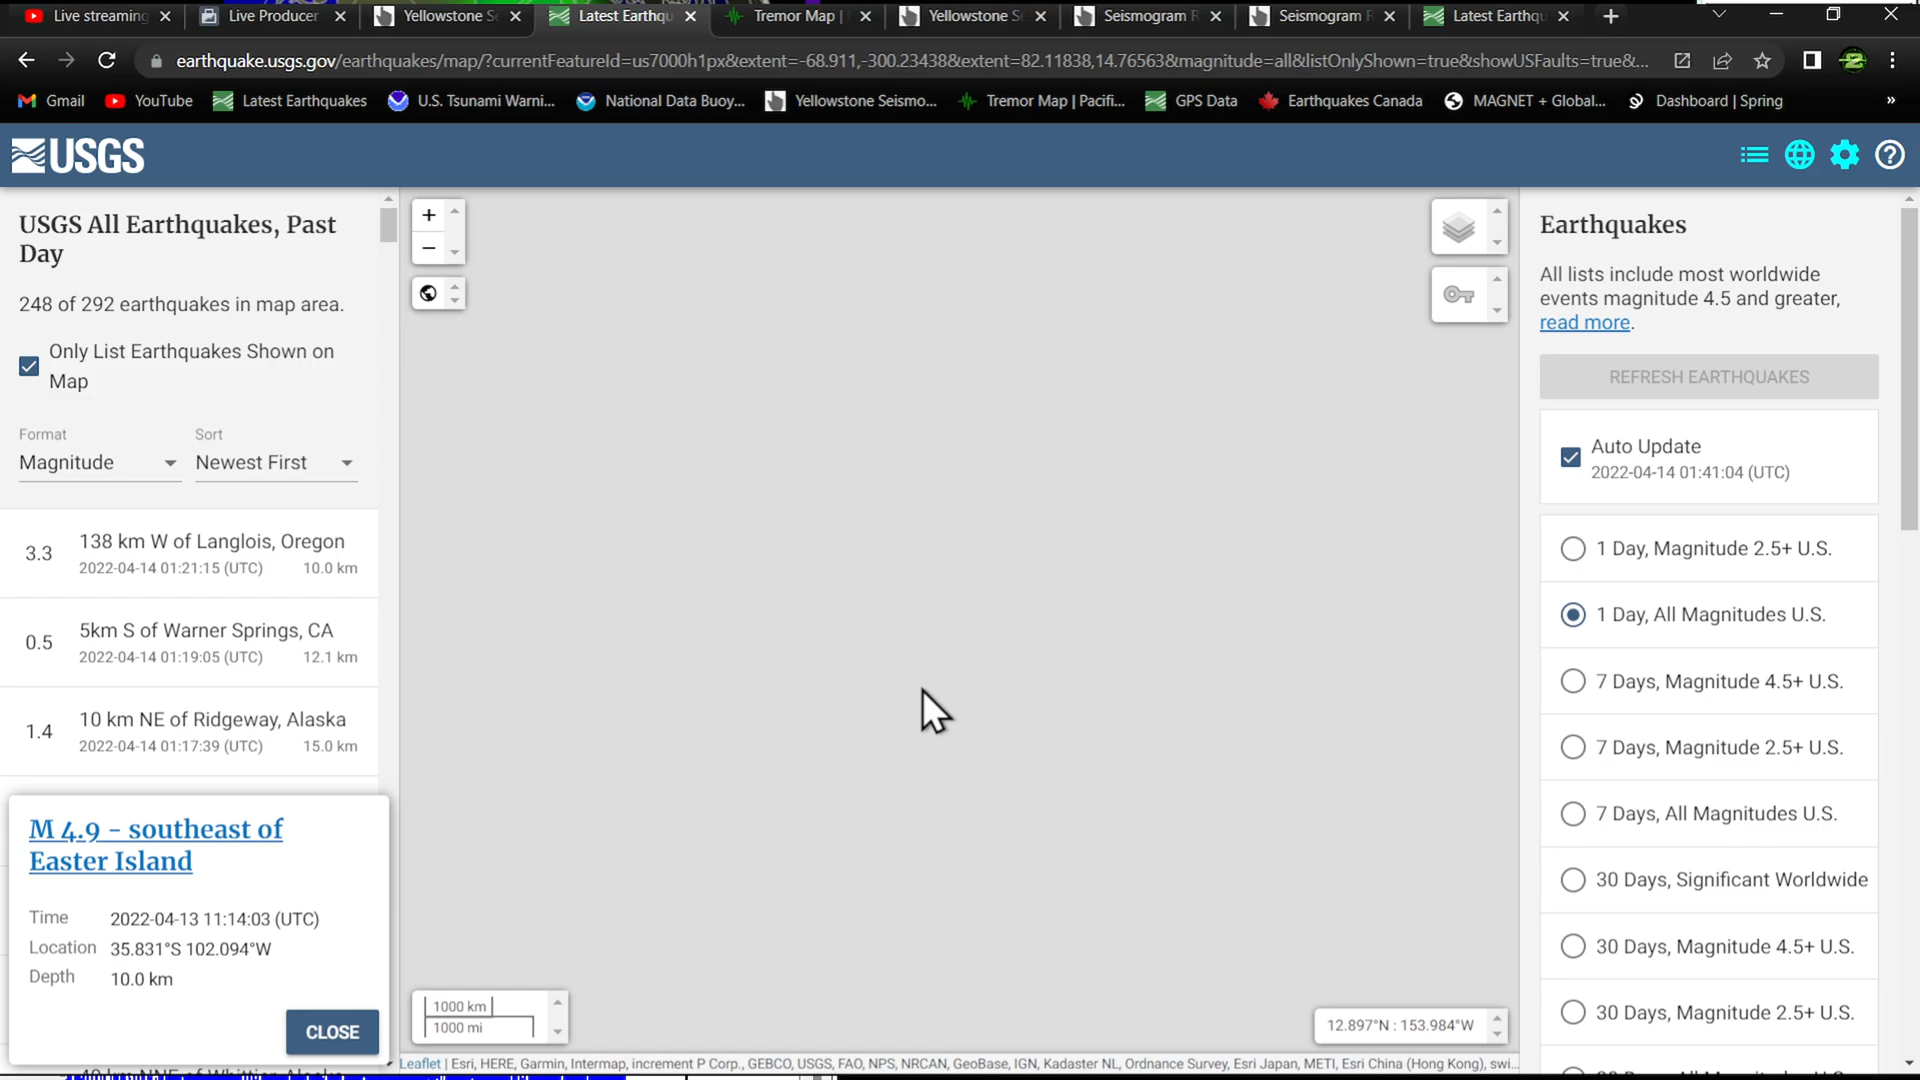 Live streaming
Live Producer
Yellowstone Se
Latest Earthqu
Tremor Map |
Yellowstone Se
Seismogram R
Seismogram R
Latest Earthqu
earthquake.usgs.gov/earthquakes/map/?currentFeatureId=us7000h1px&extent=-68.911,-300.23438&extent=82.11838,14.76563&magnitude=all&listOnlyShown=true&showUSFaults=true&...
Gmail
YouTube
Latest Earthquakes
U.S. Tsunami Warni...
National Data Buoy...
Yellowstone Seismo...
Tremor Map | Pacifi...
GPS Data
Earthquakes Canada
MAGNET + Global...
Dashboard | Spring
»
USGS
USGS All Earthquakes, Past
Day
248 of 292 earthquakes in map area.
Only List Earthquakes Shown on
Map
Format
Sort
Magnitude
Newest First
3.3
138 km W of Langlois, Oregon
2022-04-14 01:21:15 (UTC)
10.0 km
0.5
5km S of Warner Springs, CA
2022-04-14 01:19:05 (UTC)
12.1 km
1.4
10 km NE of Ridgeway, Alaska
2022-04-14 01:17:39 (UTC)
15.0 km
M 4.9 - southeast of
Easter Island
Time
2022-04-13 11:14:03 (UTC)
Location
35.831°S 102.094°W
Depth
10.0 km
CLOSE
+
−
1000 km
1000 mi
12.897°N : 153.984°W
Leaflet | Esri, HERE, Garmin, Intermap, increment P Corp., GEBCO, USGS, FAO, NPS, NRCAN, GeoBase, IGN, Kadaster NL, Ordnance Survey, Esri Japan, METI, Esri China (Hong Kong), swi...
Earthquakes
All lists include most worldwide
events magnitude 4.5 and greater,
read more.
REFRESH EARTHQUAKES
Auto Update
2022-04-14 01:41:04 (UTC)
1 Day, Magnitude 2.5+ U.S.
1 Day, All Magnitudes U.S.
7 Days, Magnitude 4.5+ U.S.
7 Days, Magnitude 2.5+ U.S.
7 Days, All Magnitudes U.S.
30 Days, Significant Worldwide
30 Days, Magnitude 4.5+ U.S.
30 Days, Magnitude 2.5+ U.S.